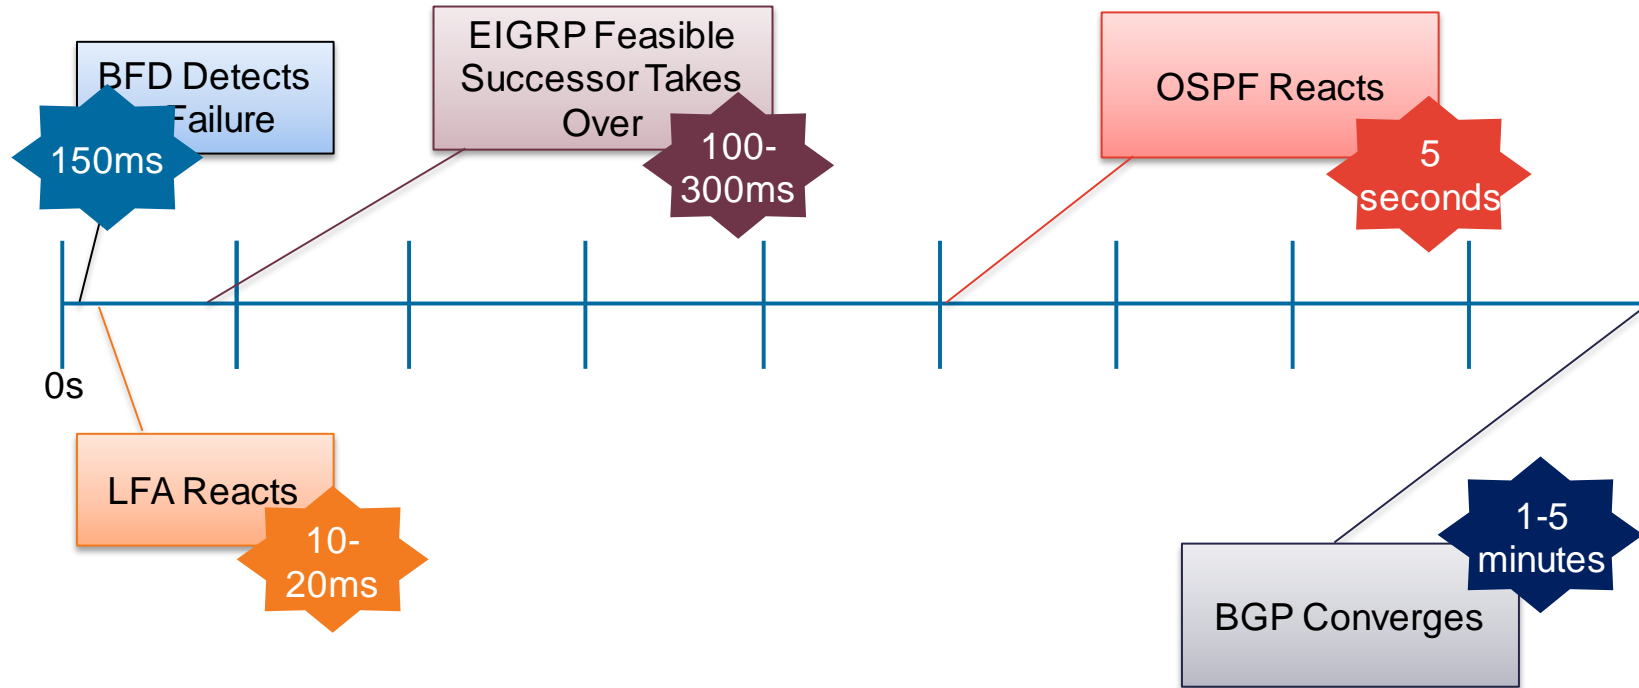 BFD Detects
Failure
150ms
EIGRP Feasible
Successor Takes
Over
100-
300ms
OSPF Reacts
5
seconds
0s
LFA Reacts
10-
20ms
1-5
minutes
BGP Converges